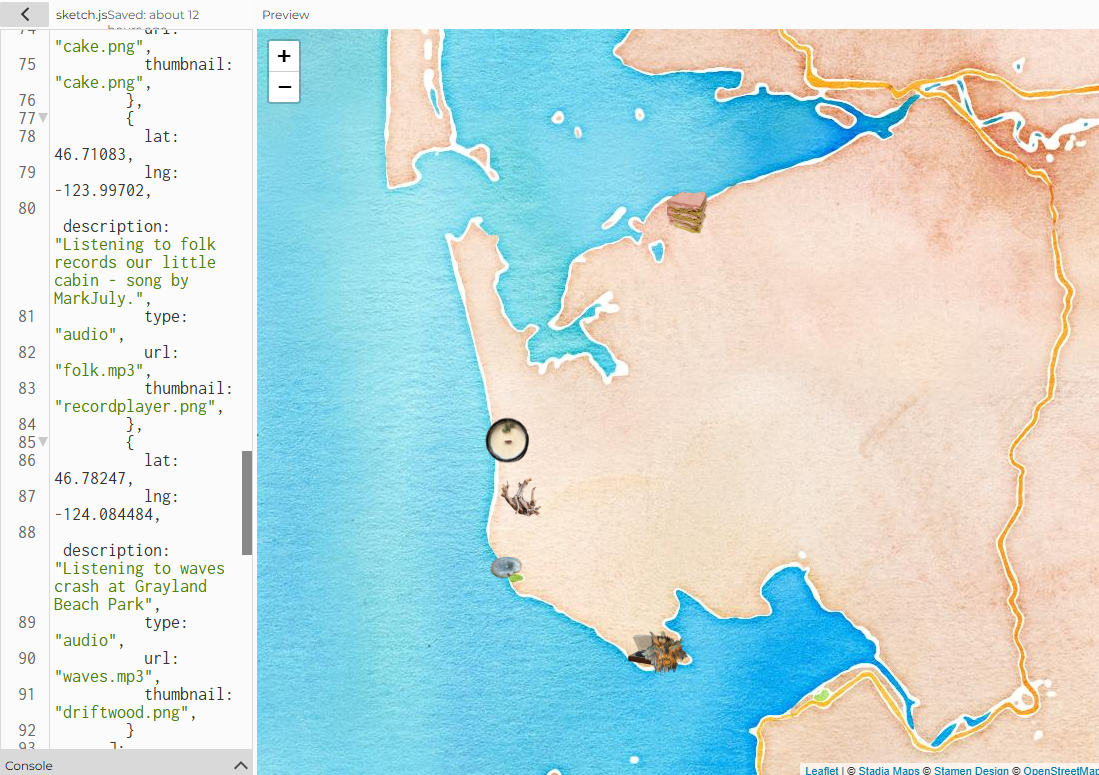 sketch.js Saved: about 12
Preview
"cake.png",
75 thumbnail:
"cake.png",
76 },
77 {
78 lat:
46.71083,
79 lng:
-123.99702,
80
description:
"Listening to folk
records our little
cabin - song by
MarkJuly.",
81 type:
"audio",
82 url:
"folk.mp3",
83 thumbnail:
"recordplayer.png",
84 },
85 {
86 lat:
46.78247,
87 lng:
-124.084484,
88
description:
"Listening to waves
crash at Grayland
Beach Park",
89 type:
"audio",
90 url:
"waves.mp3",
91 thumbnail:
"driftwood.png",
92 }
93 ];
Console
+
−
Leaflet | © Stadia Maps © Stamen Design © OpenStreetMap